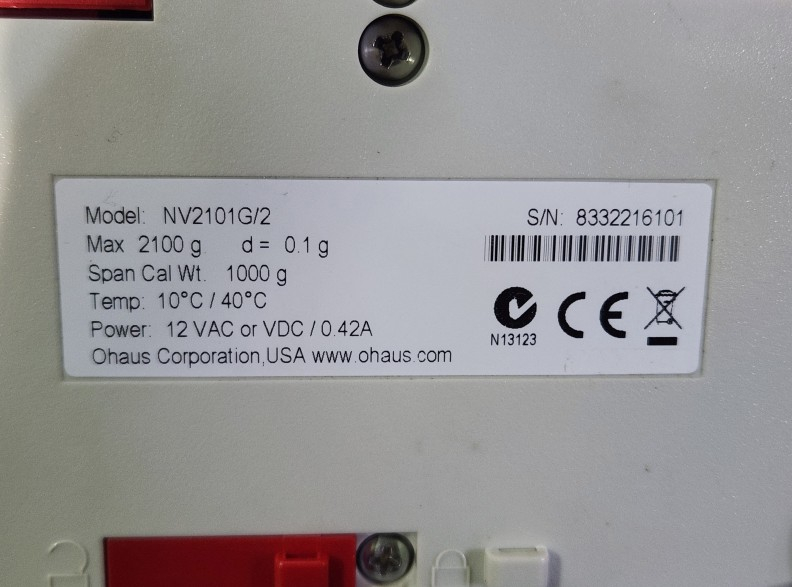 Model: NV2101G/2
S/N: 8332216101
Max 2100 g d = 0.1 g
Span Cal Wt. 1000 g
Temp: 10°C / 40°C
Power: 12 VAC or VDC / 0.42A
Ohaus Corporation,USA www.ohaus.com
N13123
CE